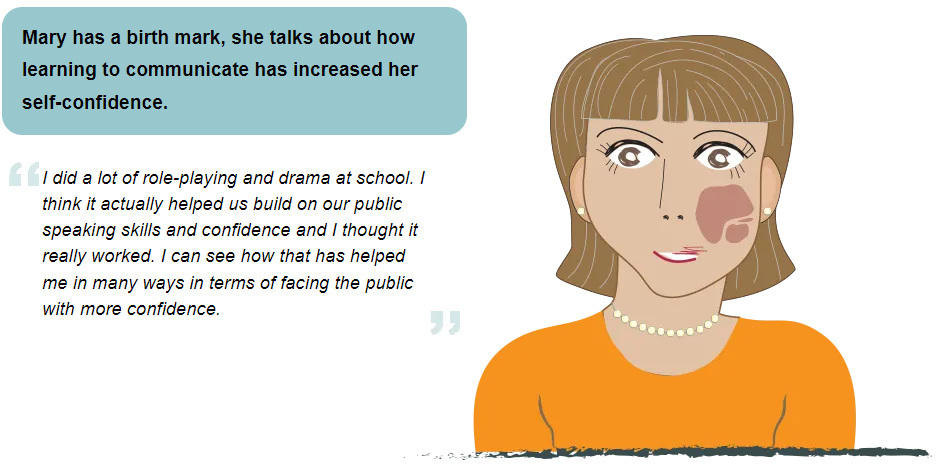 Mary has a birth mark, she talks about how
learning to communicate has increased her
self-confidence.
“I did a lot of role-playing and drama at school. I
think it actually helped us build on our public
speaking skills and confidence and I thought it
really worked. I can see how that has helped
me in many ways in terms of facing the public
with more confidence.”